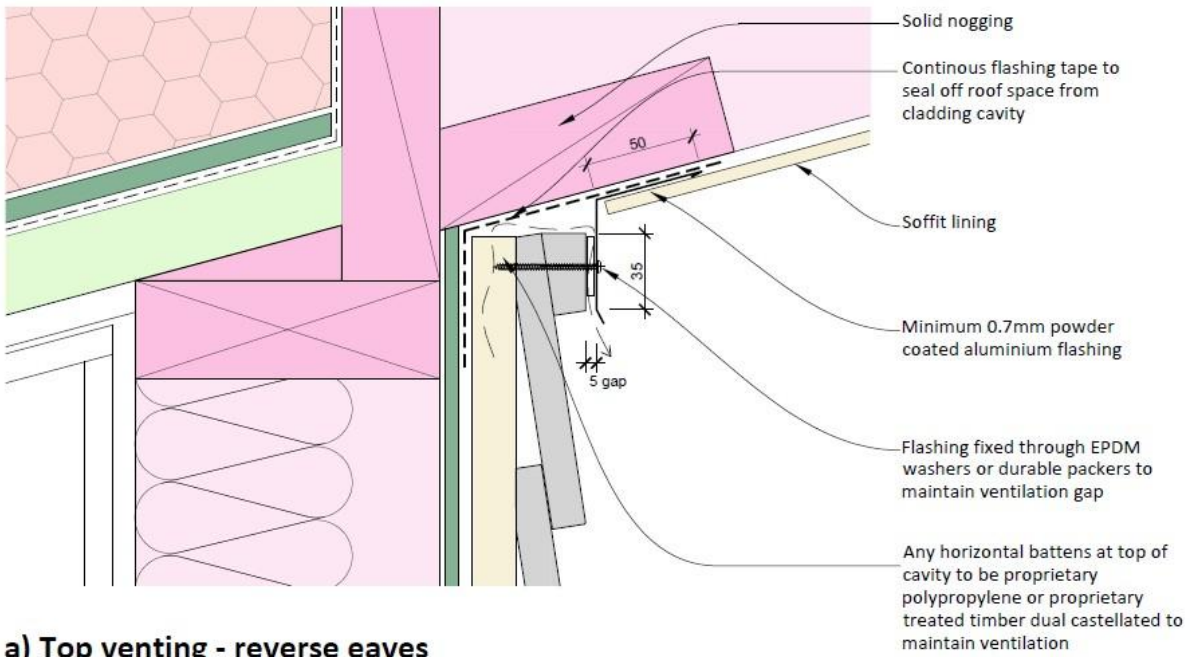 Solid nogging
Continous flashing tape to
seal off roof space from
cladding cavity
50
Soffit lining
35
Minimum 0.7mm powder
coated aluminium flashing
5 gap
Flashing fixed through EPDM
washers or durable packers to
maintain ventilation gap
Any horizontal battens at top of
cavity to be proprietary
polypropylene or proprietary
treated timber dual castellated to
maintain ventilation
a) Top venting - reverse eaves